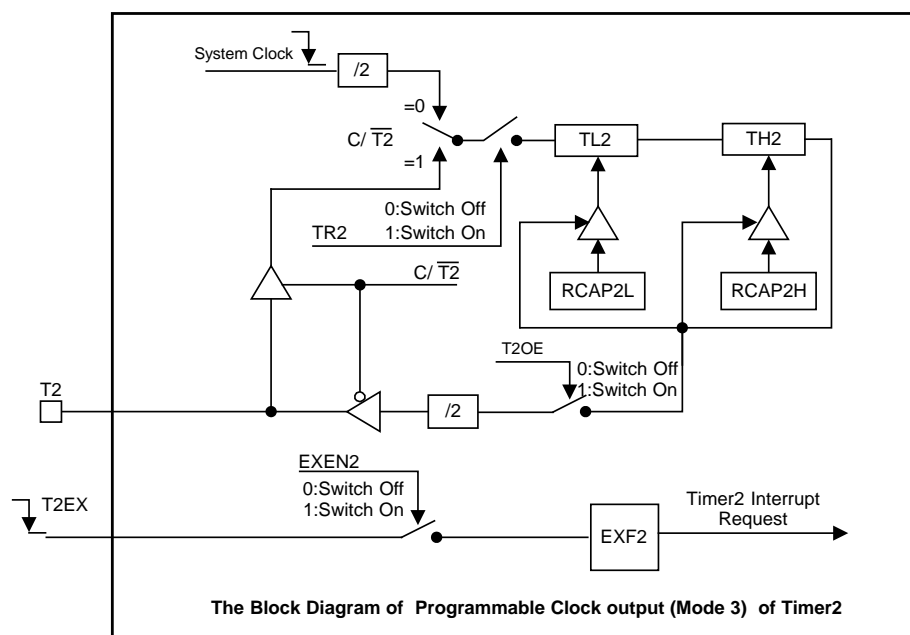 System Clock
/2
=0
C/ T2
=1
TL2
TH2
0:Switch Off
TR2
1:Switch On
C/ T2
RCAP2L
RCAP2H
T2OE
0:Switch Off
1:Switch On
T2
/2
EXEN2
0:Switch Off
1:Switch On
T2EX
EXF2
Timer2 Interrupt
Request
The Block Diagram of Programmable Clock output (Mode 3) of Timer2